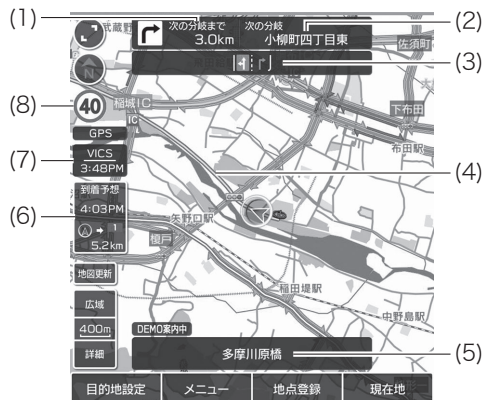 (1)
(2)
武蔵野
次の分岐まで
3.0km
次の分岐
小柳町四丁目東
佐須町
(3)
(8)
40
稲城IC
IC
下布田
布田駅
GPS
(7)
VICS
3:48PM
(4)
到着予想
4:03PM
(6)
5.2km
矢野口駅
榎戸
地図更新
稲田堤駅
中野島駅
広域
400m
詳細
DEMO案内中
多摩川原橋
(5)
目的地設定
メニュー
地点登録
現在地